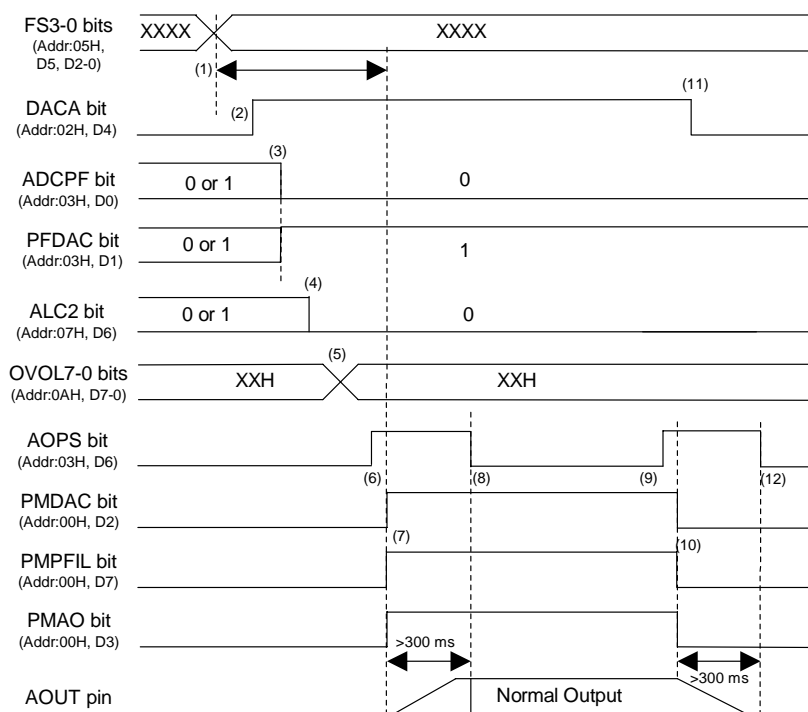 FS3-0 bits
(Addr:05H,
D5, D2-0)
XXXX
XXXX
(1)
DACA bit
(Addr:02H, D4)
(2)
(11)
ADCPF bit
(Addr:03H, D0)
0 or 1
(3)
0
PFDAC bit
(Addr:03H, D1)
0 or 1
1
ALC2 bit
(Addr:07H, D6)
0 or 1
(4)
0
OVOL7-0 bits
(Addr:0AH, D7-0)
XXH
(5)
XXH
AOPS bit
(Addr:03H, D6)
(6)
(8)
(9)
(12)
PMDAC bit
(Addr:00H, D2)
(7)
(10)
PMPFIL bit
(Addr:00H, D7)
PMAO bit
(Addr:00H, D3)
>300 ms
>300 ms
AOUT pin
Normal Output